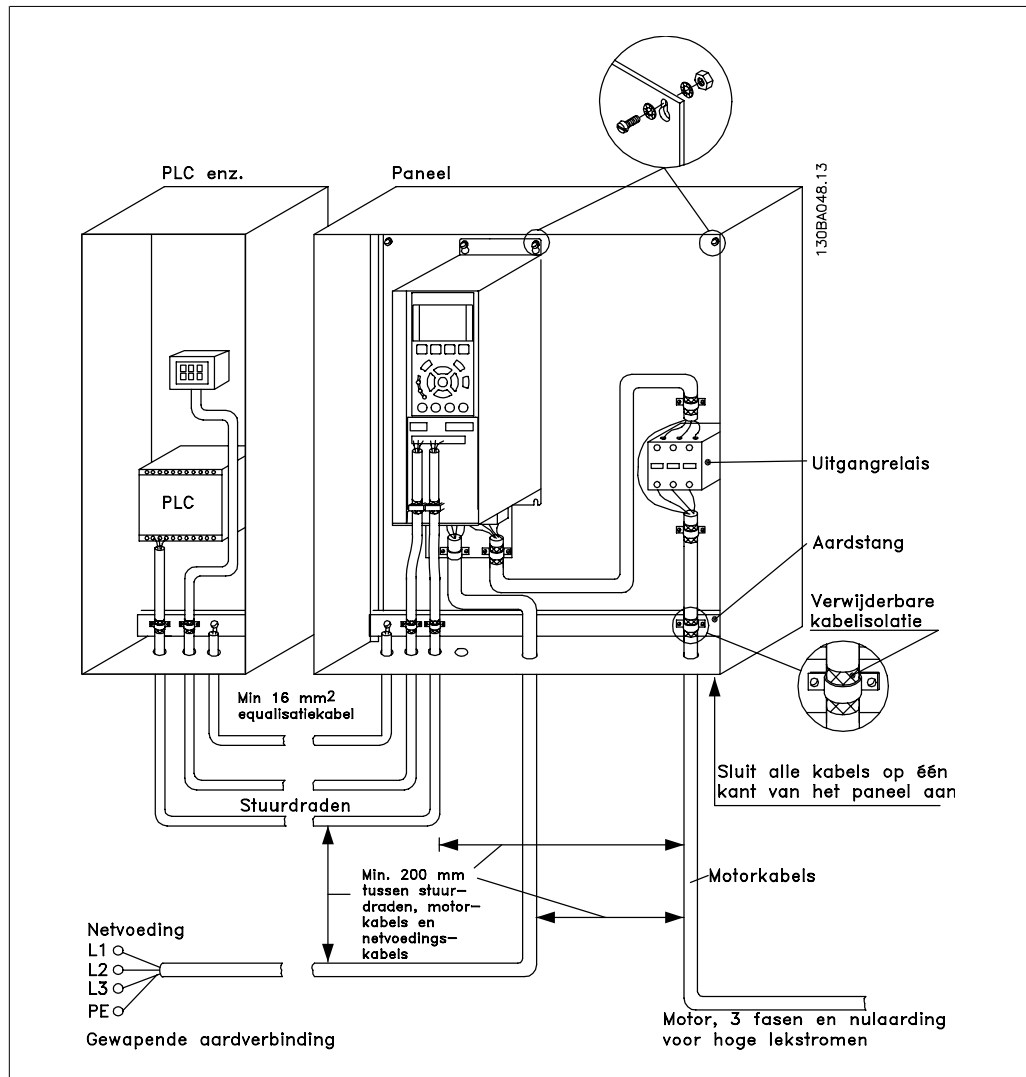 PLC enz.
Paneel
130BA048.13
PLC
Uitgangrelais
Aardstang
Verwijderbare
kabelisolatie
Min 16 mm2
equalisatiekabel
Stuurdraden
Sluit alle kabels op één
kant van het paneel aan
Min. 200 mm
tussen stuur-
draden, motor-
kabels en
netvoedings-
kabels
Motorkabels
Netvoeding
L1
L2
L3
PE
Gewapende aardverbinding
Motor, 3 fasen en nulaarding
voor hoge lekstromen